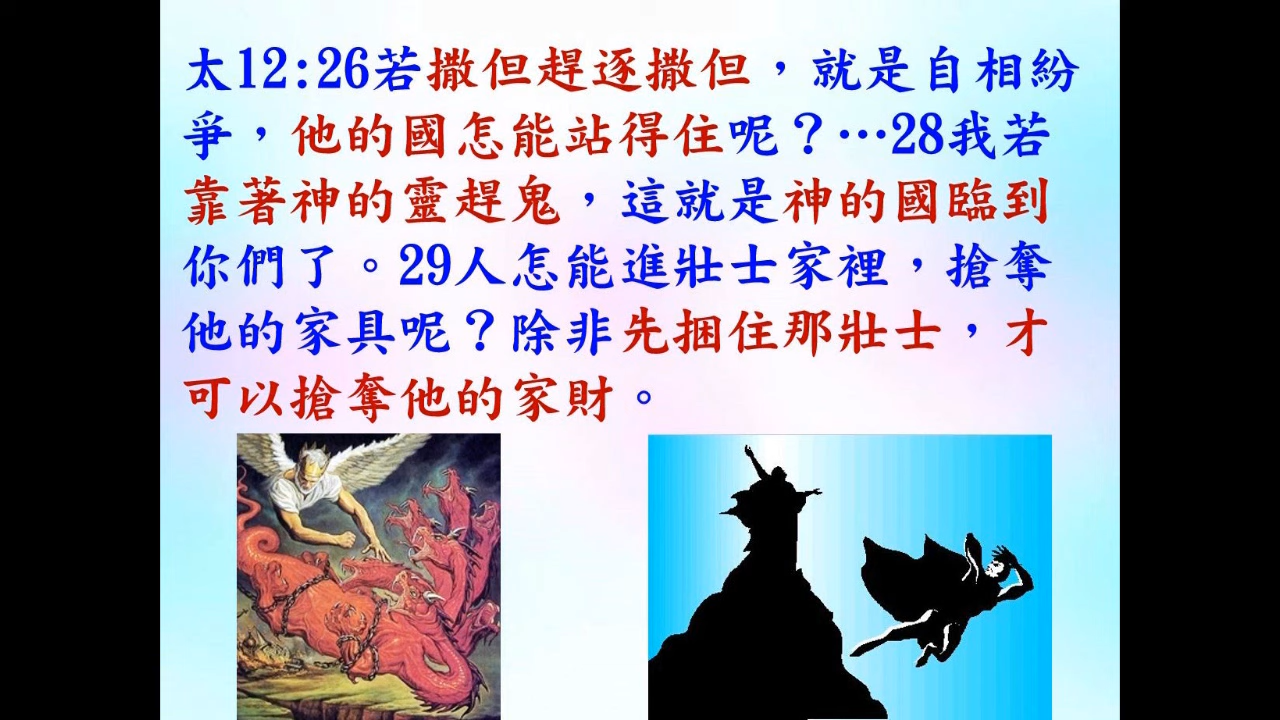 太12:26若撒但趕逐撒但，就是自相紛
爭，他的國怎能站得住呢？…28我若
靠著神的靈趕鬼，這就是神的國臨到
你們了。29人怎能進壯士家裡，搶奪
他的家具呢？除非先捆住那壯士，才
可以搶奪他的家財。